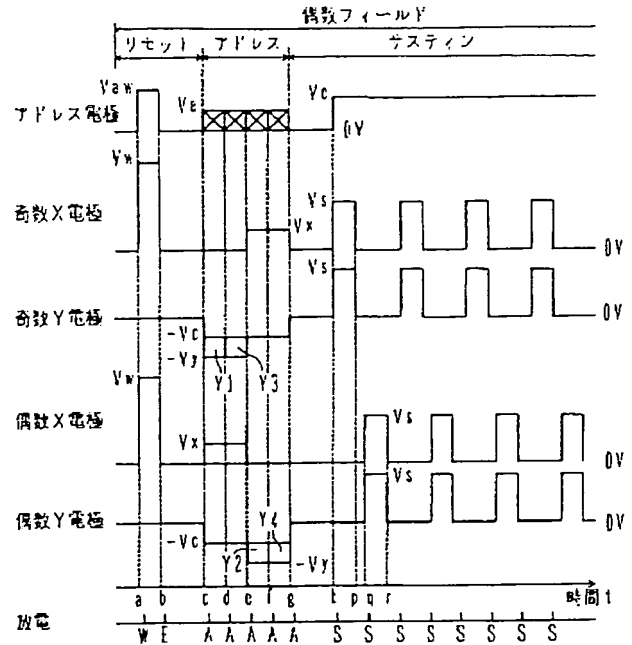 偶数フィールド
リセット アドレス サスティン
Vaw
Va
Vc
アドレス電極
0V
Vw
奇数X電極
Vs
Vx
0V
Vs
奇数Y電極
0V
-Vc
-Vy
Y1 Y3
Vw
偶数X電極
Vx
Vs
0V
Vs
偶数Y電極
0V
-Vc
Y2 Y4
-Vy
a b c d e f g t p q r 時間 t
放電
W E A A A A A S S S S S S S S